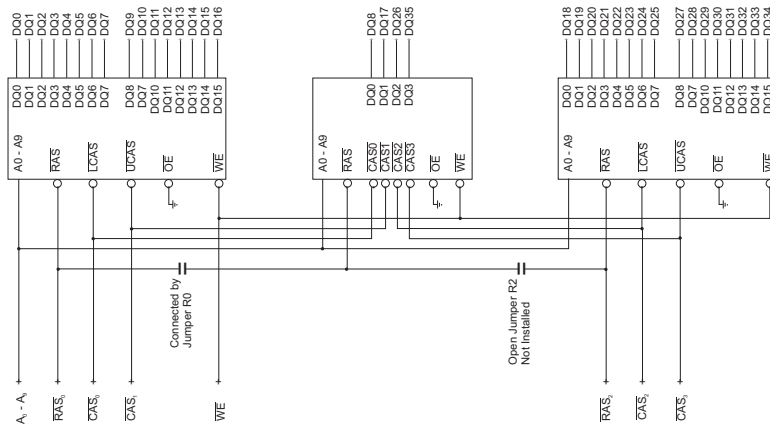 DQ0
DQ1
DQ2
DQ3
DQ4
DQ5
DQ6
DQ7
DQ9
DQ10
DQ11
DQ12
DQ13
DQ14
DQ15
DQ16
DQ0
DQ1
DQ2
DQ3
DQ4
DQ5
DQ6
DQ7
DQ8
DQ7
DQ10
DQ11
DQ12
DQ13
DQ14
DQ15
A0 - A9
RAS
LCAS
UCAS
OE
WE
DQ8
DQ17
DQ26
DQ35
DQ0
DQ1
DQ2
DQ3
A0 - A9
RAS
CAS0
CAS1
CAS2
CAS3
OE
WE
DQ18
DQ19
DQ20
DQ21
DQ22
DQ23
DQ24
DQ25
DQ27
DQ28
DQ29
DQ30
DQ31
DQ32
DQ33
DQ34
DQ0
DQ1
DQ2
DQ3
DQ4
DQ5
DQ6
DQ7
DQ8
DQ7
DQ10
DQ11
DQ12
DQ13
DQ14
DQ15
A0 - A9
RAS
LCAS
UCAS
OE
WE
Connected by
Jumper R0
Open Jumper R2
Not Installed
A₀ - A₉
RAS₀
CAS₀
CAS₁
WE
RAS₂
CAS₂
CAS₃